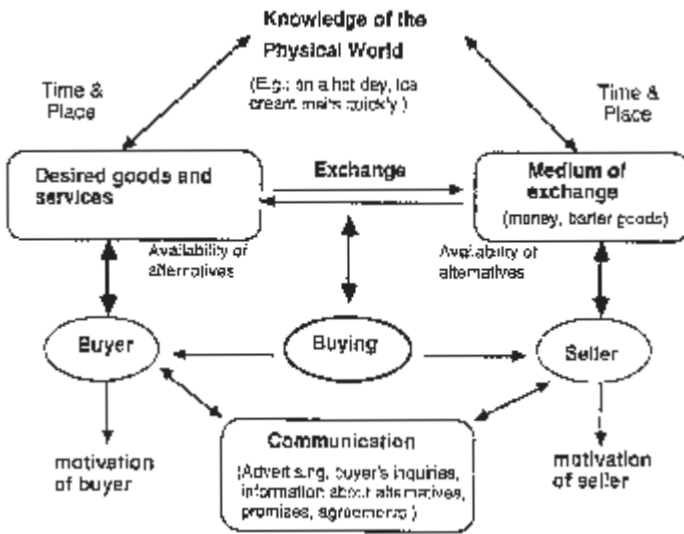 Knowledge of the
Physical World
(E.g.: on a hot day, ice
cream melts quickly.)
Time &
Place
Time &
Place
Desired goods and
services
Exchange
Medium of
exchange
(money, barter goods)
Availability of
alternatives
Availability of
alternatives
Buyer
Buying
Seller
Communication
(Advertising, buyer's inquiries,
information about alternatives,
promises, agreements.)
motivation
of buyer
motivation
of seller